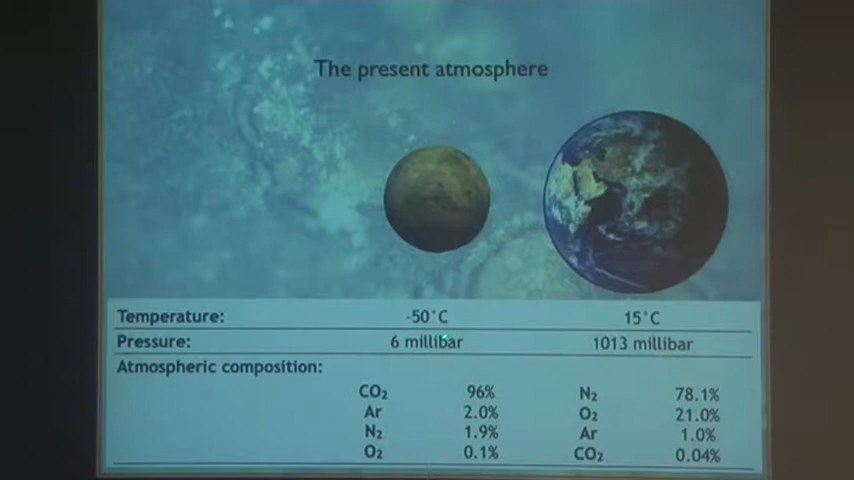 The present atmosphere
Temperature: -50°C 15°C
Pressure: 6 millibar 1013 millibar
Atmospheric composition:
CO₂ 96% N₂ 78.1%
Ar 2.0% O₂ 21.0%
N₂ 1.9% Ar 1.0%
O₂ 0.1% CO₂ 0.04%